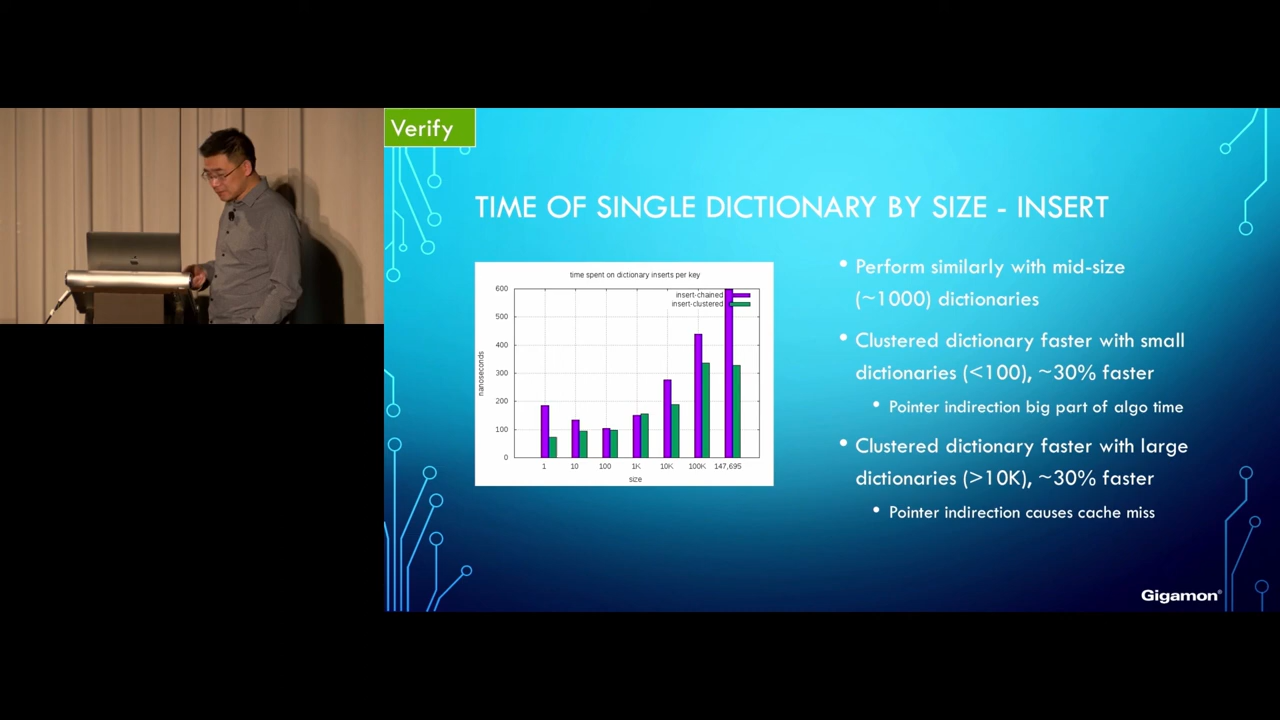 Verify
TIME OF SINGLE DICTIONARY BY SIZE - INSERT
time spent on dictionary inserts per key
insert-chained
insert-clustered
600
500
400
300
200
100
0
nanoseconds
1 10 100 1K 10K 100K 147,695
size
• Perform similarly with mid-size
(~1000) dictionaries
• Clustered dictionary faster with small
dictionaries (<100), ~30% faster
• Pointer indirection big part of algo time
• Clustered dictionary faster with large
dictionaries (>10K), ~30% faster
• Pointer indirection causes cache miss
Gigamon®